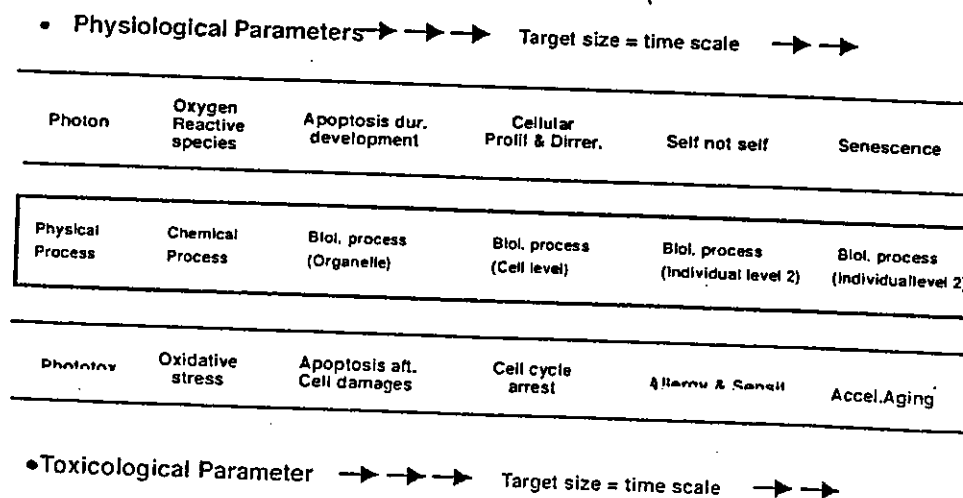 • Physiological Parameters Target size = time scale
Photon
Oxygen
Reactive
species
Apoptosis dur.
development
Cellular
Prolif & Dirrer.
Self not self
Senescence
Physical
Process
Chemical
Process
Biol. process
(Organelle)
Biol. process
(Cell level)
Biol. process
(Individual level 2)
Biol. process
(Individuallevel 2)
Phototox
Oxidative
stress
Apoptosis aft.
Cell damages
Cell cycle
arrest
Allergy & Sensil
Accel.Aging
•Toxicological Parameter Target size = time scale